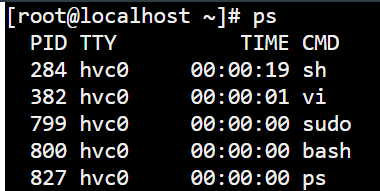 [root@localhost ~]# ps
  PID TTY          TIME CMD
  284 hvc0     00:00:19 sh
  382 hvc0     00:00:01 vi
  799 hvc0     00:00:00 sudo
  800 hvc0     00:00:00 bash
  827 hvc0     00:00:00 ps